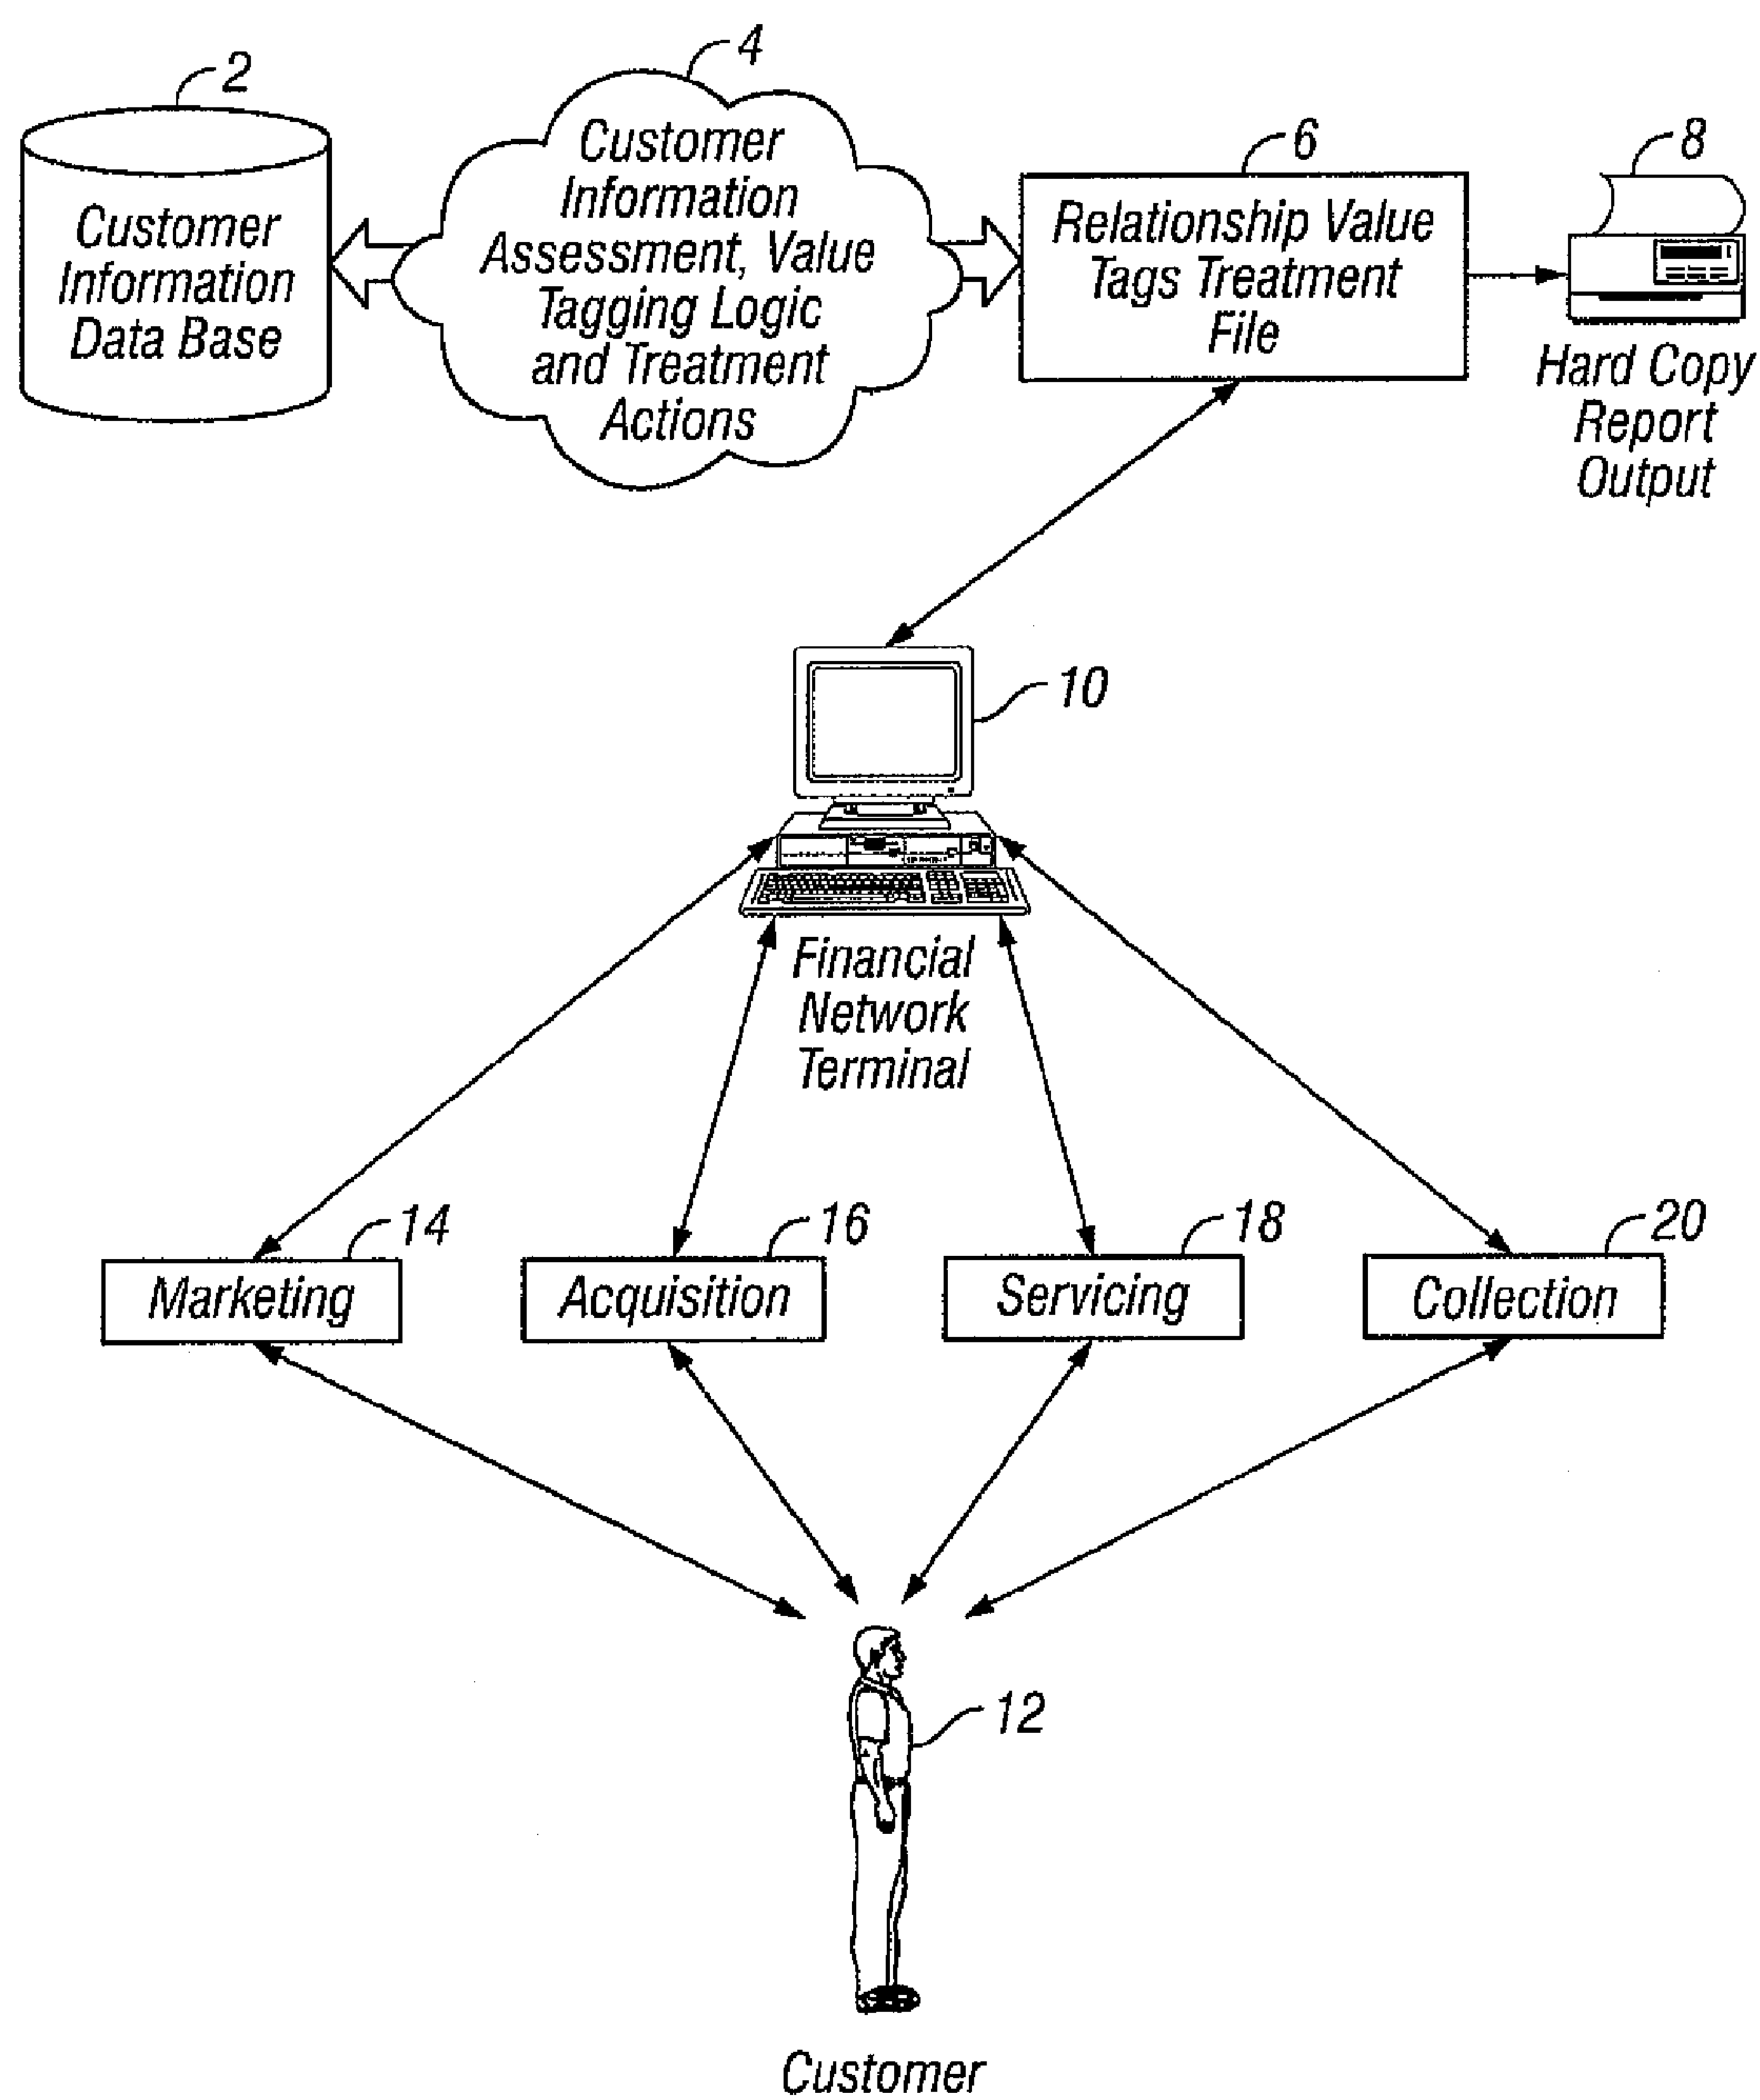 2
Customer
Information
Data Base
4
Customer
Information
Assessment, Value
Tagging Logic
and Treatment
Actions
6
Relationship Value
Tags Treatment
File
8
Hard Copy
Report
Output
10
Financial
Network
Terminal
14
Marketing
16
Acquisition
18
Servicing
20
Collection
12
Customer